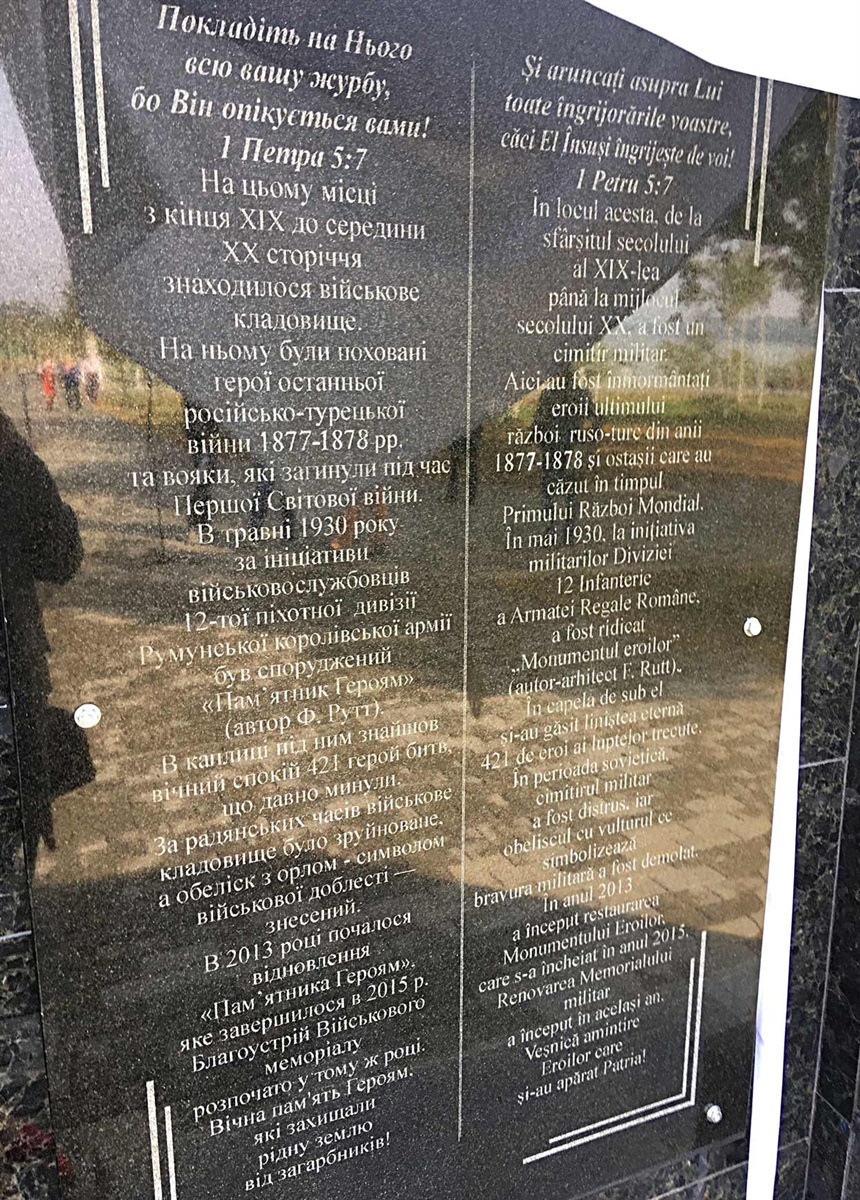 Покладіть на Нього
всю вашу журбу,
бо Він опікується вами!
1 Петра 5:7
На цьому місці
з кінця XIX до середини
XX сторіччя
знаходилося військове
кладовище.
На ньому були поховані
герої останньої
російсько-турецької
війни 1877-1878 рр.
та вояки, які загинули під час
Першої Світової війни.
В травні 1930 року
за ініціативи
військовослужбовців
12-тої піхотної дивізії
Румунської королівської армії
був споруджений
«Пам’ятник Героям»
(автор Ф. Рутт).
В каплиці під ним знайшов
вічний спокій 421 герой битв,
що давно минули.
За радянських часів військове
кладовище було зруйноване,
а обеліск з орлом - символом
військової доблесті —
знесений.
В 2013 році почалося
відновлення
«Пам’ятника Героям»,
яке завершилося в 2015 р.
Благоустрій Військового
меморіалу
розпочато у тому ж році.
Вічна пам’ять Героям,
які захищали
рідну землю
від загарбників!
Și aruncați asupra Lui
toate îngrijorările voastre,
căci El Însuși îngrijește de voi!
1 Petru 5:7
În locul acesta, de la
sfârșitul secolului
al XIX-lea
până la mijlocul
secolului XX, a fost un
cimitir militar.
Aici au fost înmormântați
eroii ultimului
război ruso-turc din anii
1877-1878 și ostașii care au
căzut în timpul
Primului Război Mondial.
În mai 1930, la inițiativa
militarilor Diviziei
12 Infanterie
a Armatei Regale Române,
a fost ridicat
„Monumentul eroilor”
(autor-arhitect F. Rutt).
În capela de sub el
și-au găsit liniștea eternă
421 de eroi ai luptelor trecute.
În perioada sovietică,
cimitirul militar
a fost distrus, iar
obeliscul cu vulturul ce
simbolizează
bravura militară a fost demolat.
În anul 2013
a început restaurarea
Monumentului Eroilor,
care s-a încheiat în anul 2015.
Renovarea Memorialului
militar
a început în același an.
Veșnică amintire
Eroilor care
și-au apărat Patria!